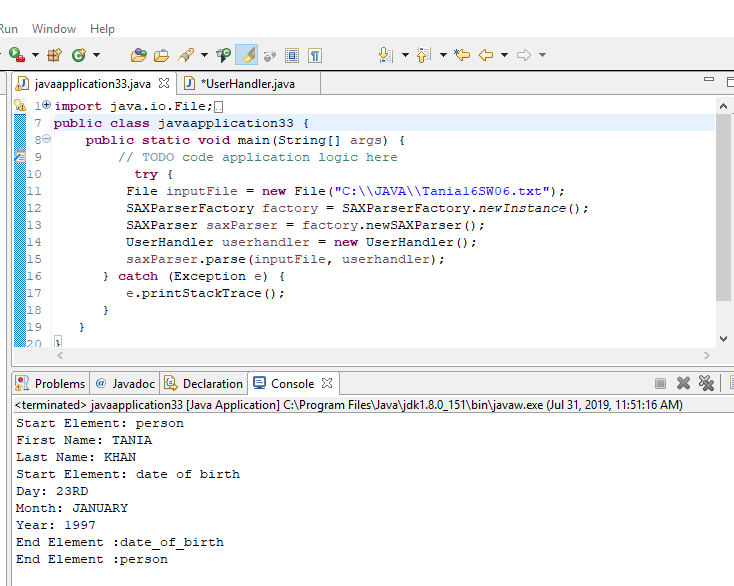 Run Window Help
javaapplication33.java *UserHandler.java
1 import java.io.File;
7 public class javaapplication33 {
8 public static void main(String[] args) {
9 // TODO code application logic here
10 try {
11 File inputFile = new File("C:\\JAVA\\Tania16SW06.txt");
12 SAXParserFactory factory = SAXParserFactory.newInstance();
13 SAXParser saxParser = factory.newSAXParser();
14 UserHandler userhandler = new UserHandler();
15 saxParser.parse(inputFile, userhandler);
16 } catch (Exception e) {
17 e.printStackTrace();
18 }
19 }
20 }
Problems @ Javadoc Declaration Console
<terminated> javaapplication33 [Java Application] C:\Program Files\Java\jdk1.8.0_151\bin\javaw.exe (Jul 31, 2019, 11:51:16 AM)
Start Element: person
First Name: TANIA
Last Name: KHAN
Start Element: date of birth
Day: 23RD
Month: JANUARY
Year: 1997
End Element :date_of_birth
End Element :person